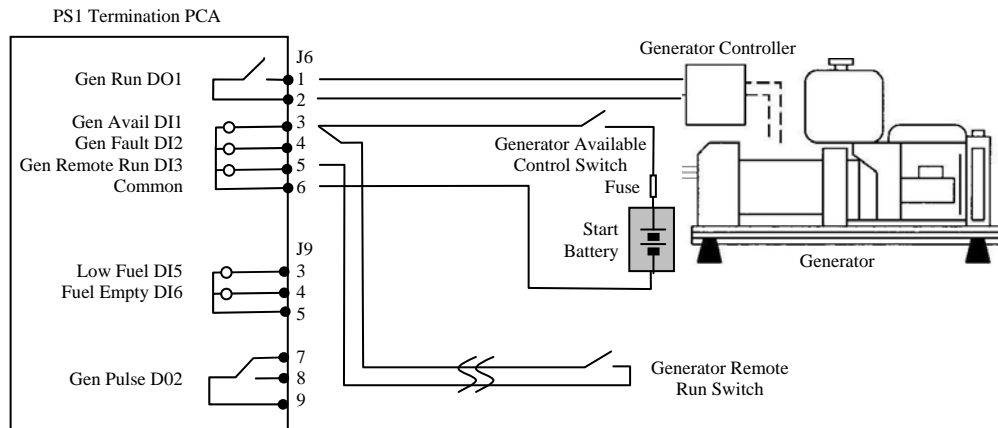 PS1 Termination PCA
J6
Gen Run DO1
1
2
Gen Avail DI1
3
Gen Fault DI2
4
Gen Remote Run DI3
5
Common
6
J9
Low Fuel DI5
3
Fuel Empty DI6
4
5
7
Gen Pulse D02
8
9
Generator Controller
Generator Available
Control Switch
Fuse
Start
Battery
Generator
Generator Remote
Run Switch